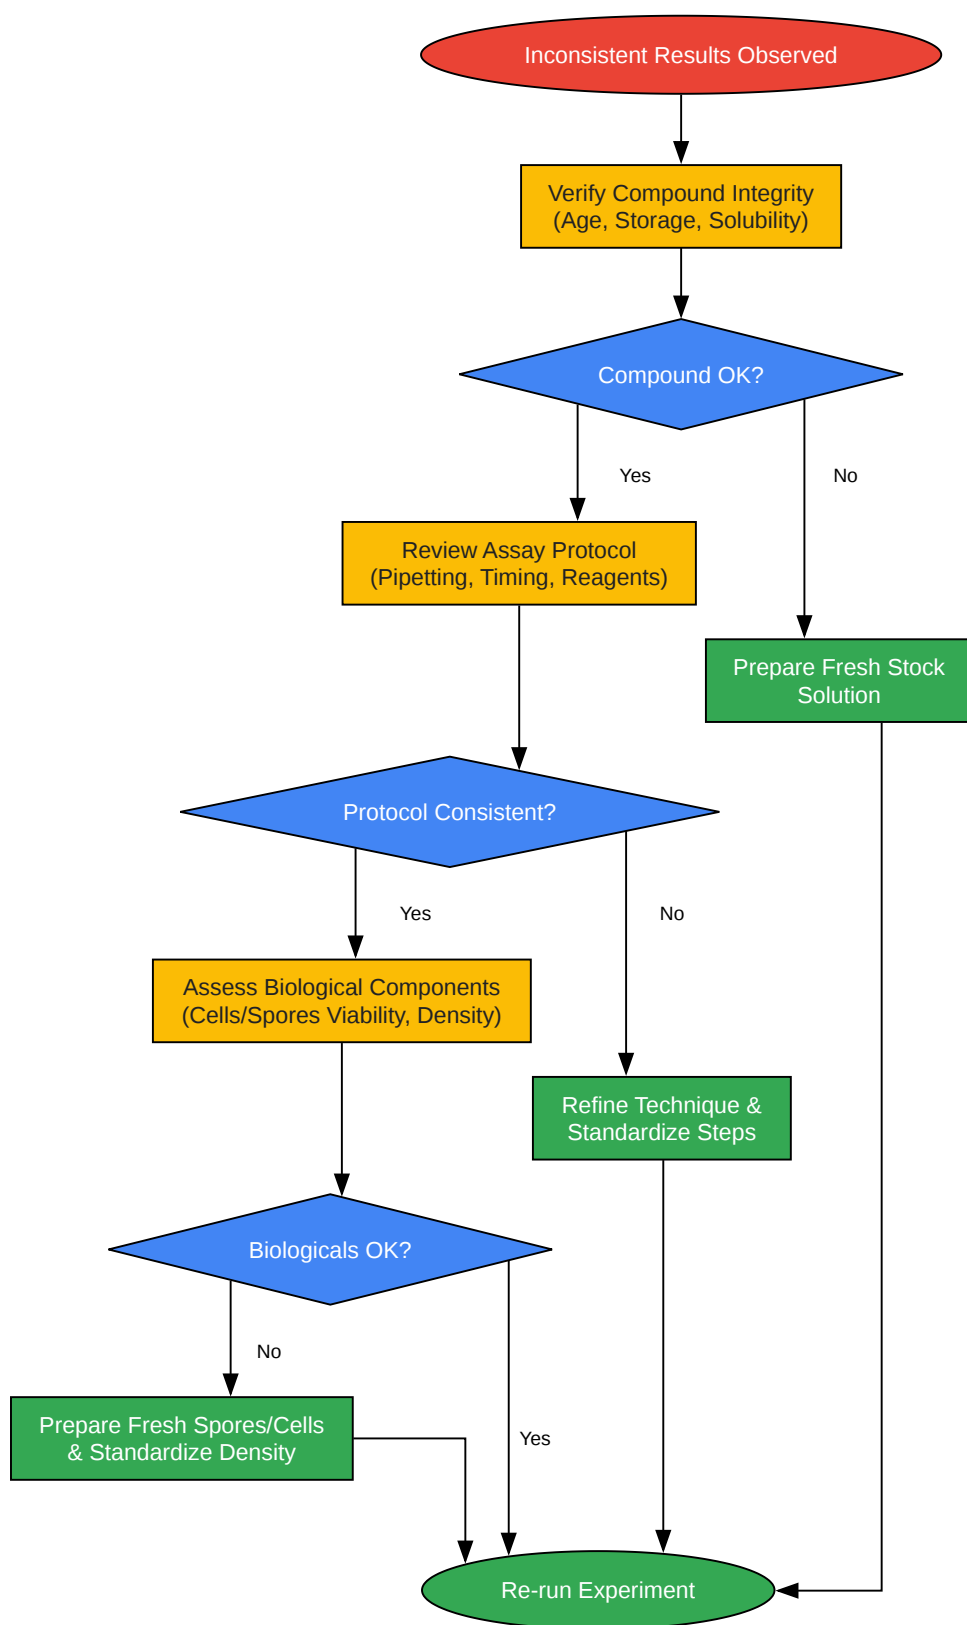 Inconsistent Results Observed
Verify Compound Integrity
(Age, Storage, Solubility)
Compound OK?
Yes
No
Review Assay Protocol
(Pipetting, Timing, Reagents)
Prepare Fresh Stock
Solution
Protocol Consistent?
Yes
No
Assess Biological Components
(Cells/Spores Viability, Density)
Refine Technique &
Standardize Steps
Biologicals OK?
No
Prepare Fresh Spores/Cells
& Standardize Density
Yes
Re-run Experiment